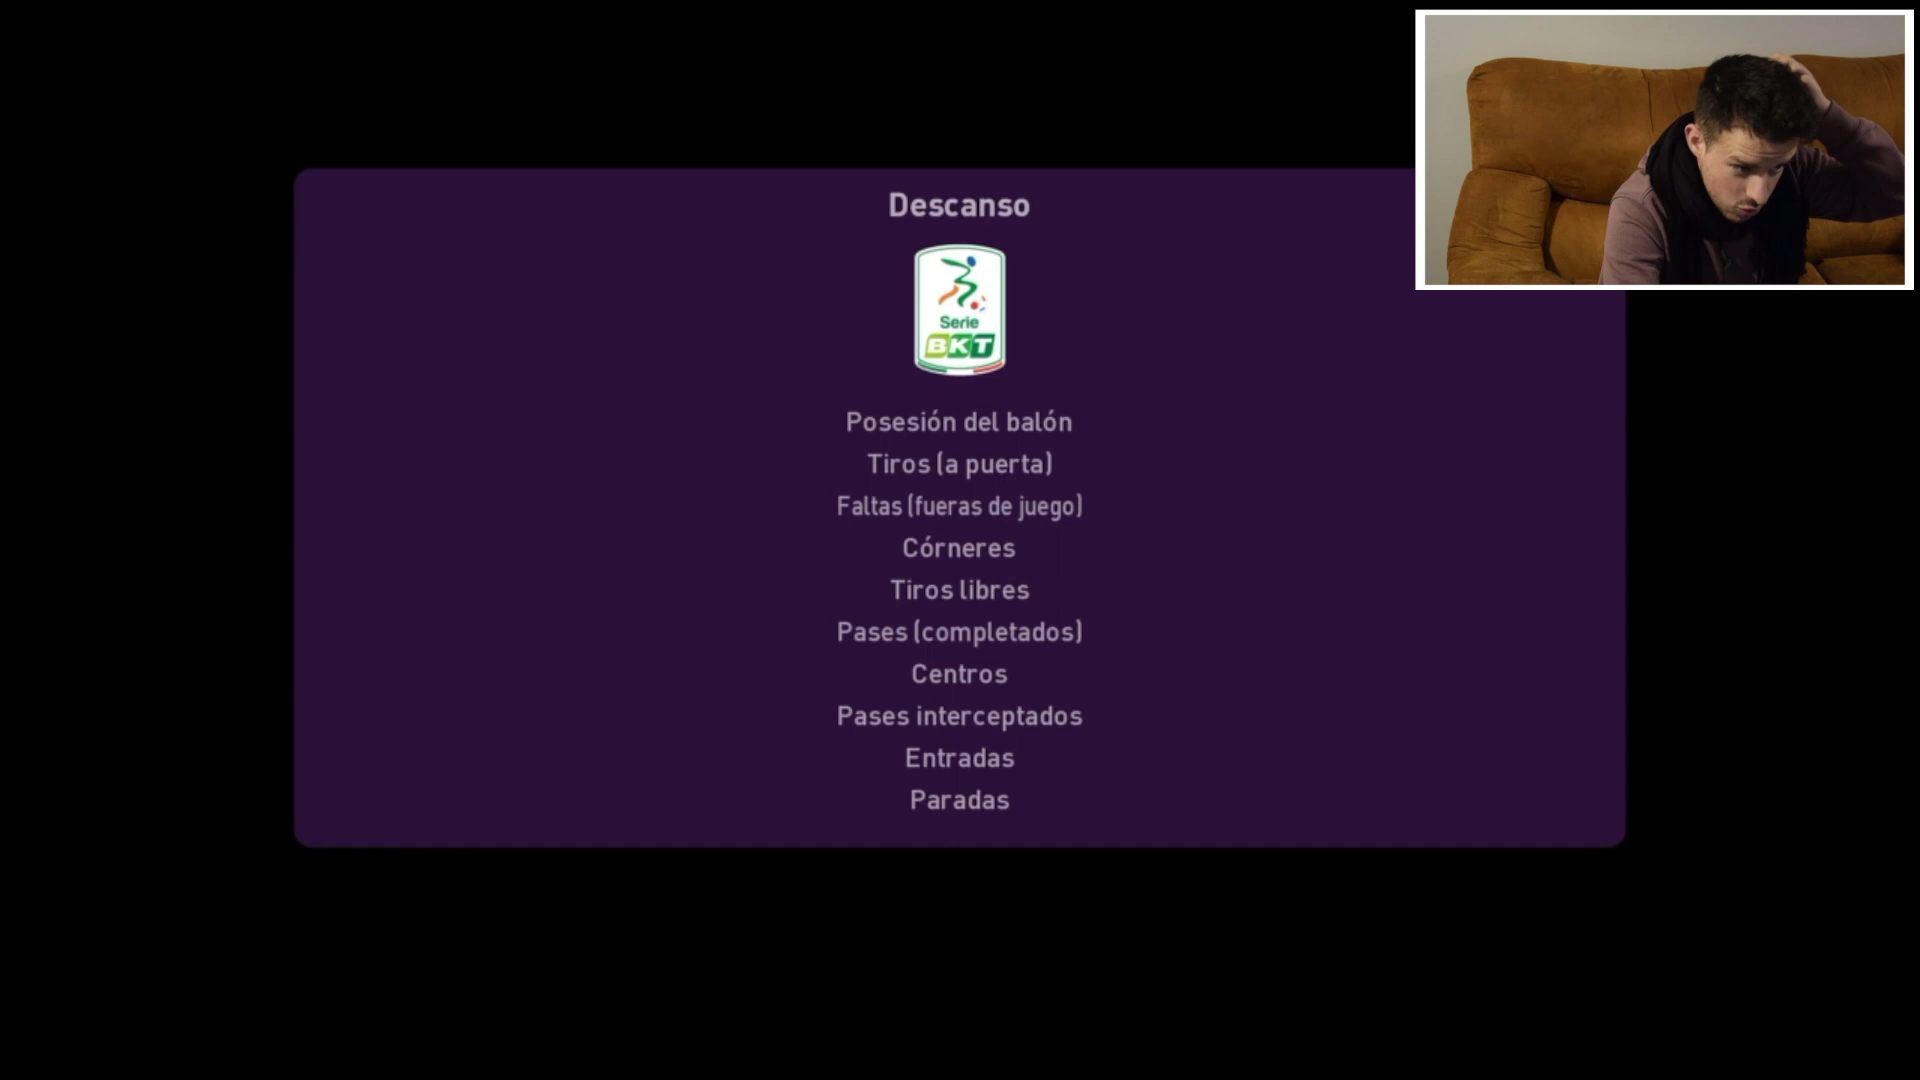 Descanso
Serie
BKT
Posesión del balón
Tiros (a puerta)
Faltas (fueras de juego)
Córneres
Tiros libres
Pases (completados)
Centros
Pases interceptados
Entradas
Paradas